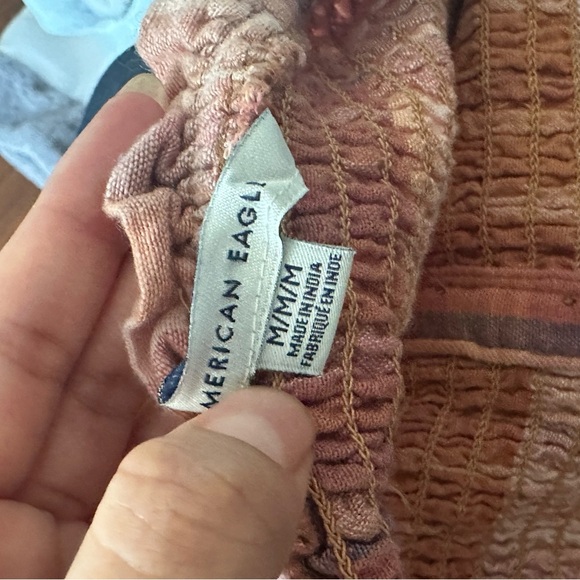 MERICAN EAGL
M/M/M
MADE IN INDIA
FABRIQUÉ EN INDE